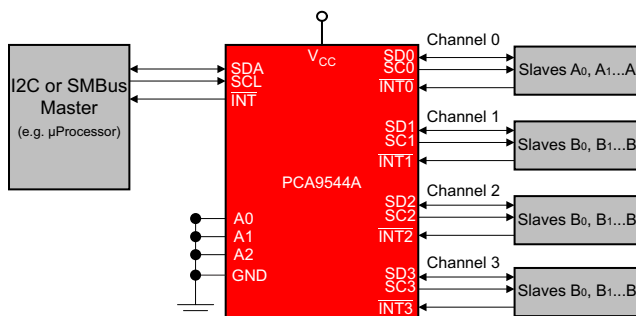 Channel 0
V_CC
SD0
SC0
INT0
Slaves A₀, A₁...A
I2C or SMBus
Master
(e.g. µProcessor)
SDA
SCL
INT
Channel 1
SD1
SC1
INT1
Slaves B₀, B₁...B
PCA9544A
Channel 2
SD2
SC2
INT2
Slaves B₀, B₁...B
A0
A1
A2
GND
Channel 3
SD3
SC3
INT3
Slaves B₀, B₁...B